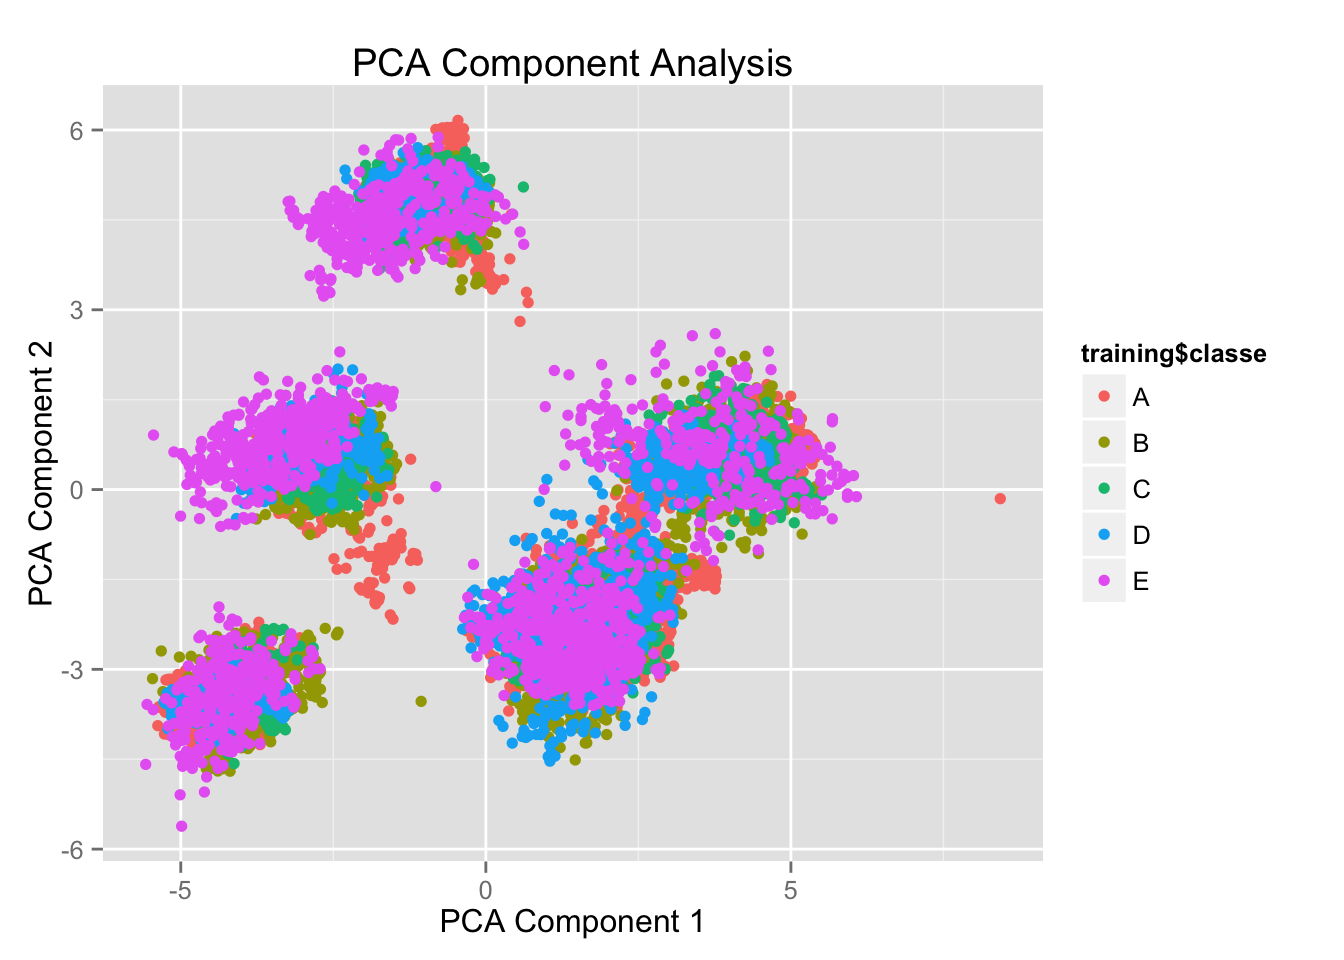 PCA Component Analysis
6
3
0
-3
-6
PCA Component 2
-5
0
5
PCA Component 1
training$classe
A
B
C
D
E